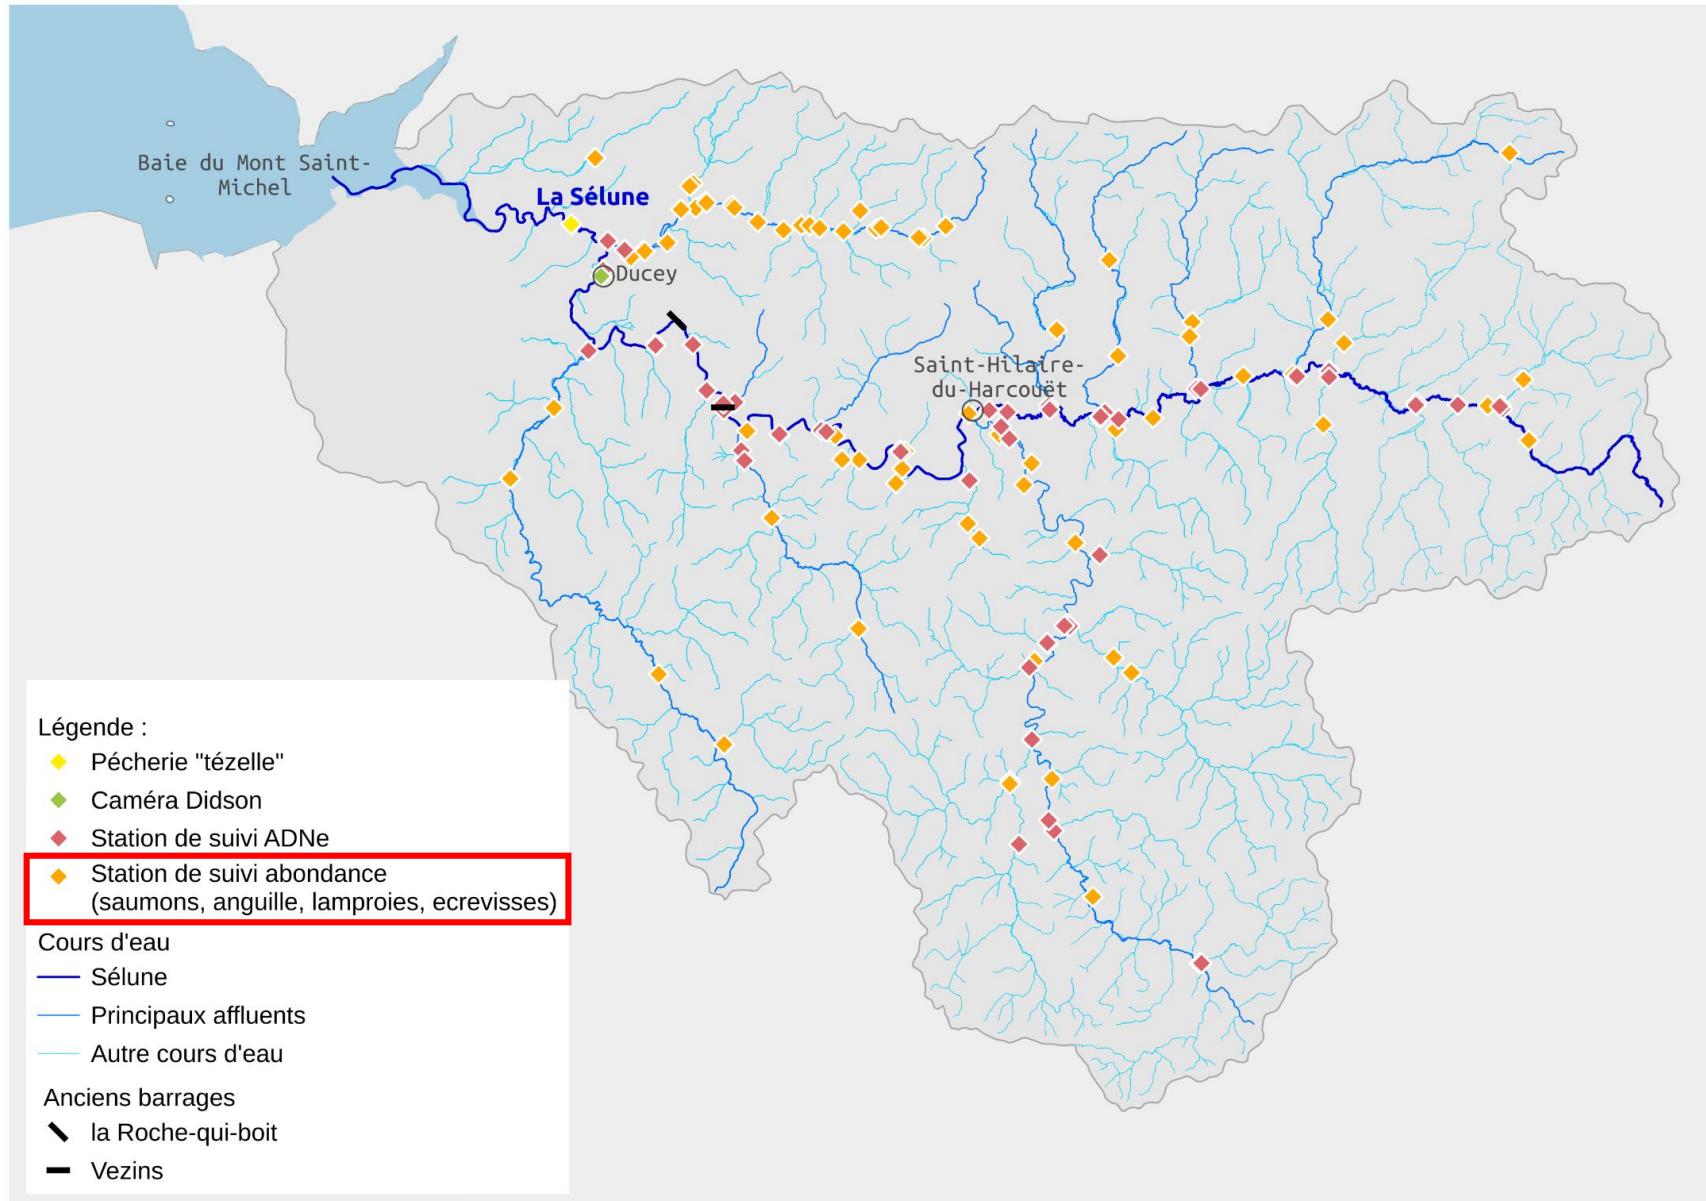 Baie du Mont Saint-
Michel
La Sélune
Ducey
Saint-Hilaire-
du-Harcouët
Légende :
Pécherie "tézelle"
Caméra Didson
Station de suivi ADNe
Station de suivi abondance
(saumons, anguille, lamproies, ecrevisses)
Cours d'eau
Sélune
Principaux affluents
Autre cours d'eau
Anciens barrages
la Roche-qui-boit
Vezins